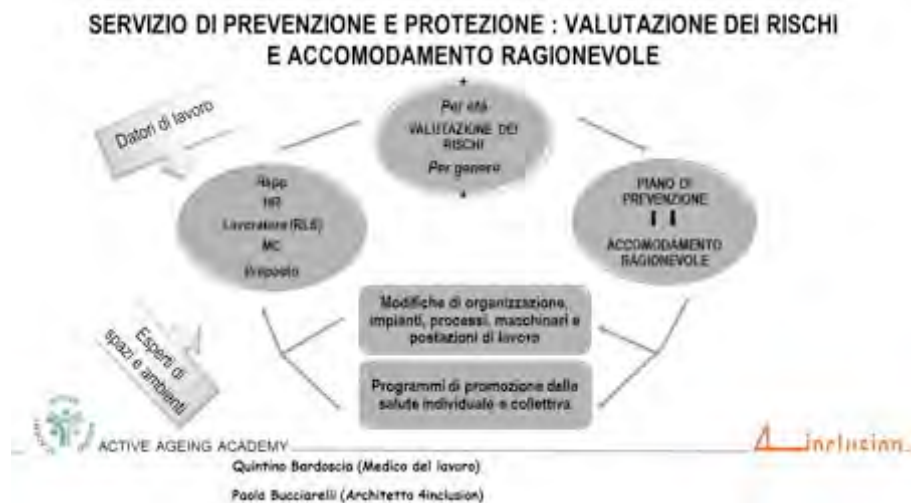 SERVIZIO DI PREVENZIONE E PROTEZIONE : VALUTAZIONE DEI RISCHI
E ACCOMODAMENTO RAGIONEVOLE
Datori di lavoro
Per età
VALUTAZIONE DEI
RISCHI
Per genere
Rspp
HR
Lavoratore (RLS)
MC
Preposto
PIANO DI
PREVENZIONE
ACCOMODAMENTO
RAGIONEVOLE
Modifiche di organizzazione,
impianti, processi, macchinari e
postazioni di lavoro
Esperti di
spazi e ambienti
Programmi di promozione della
salute individuale e collettiva
ACTIVE AGEING ACADEMY
4inclusion
Quintino Bardoscia (Medico del lavoro)
Paola Bucciarelli (Architetto 4inclusion)